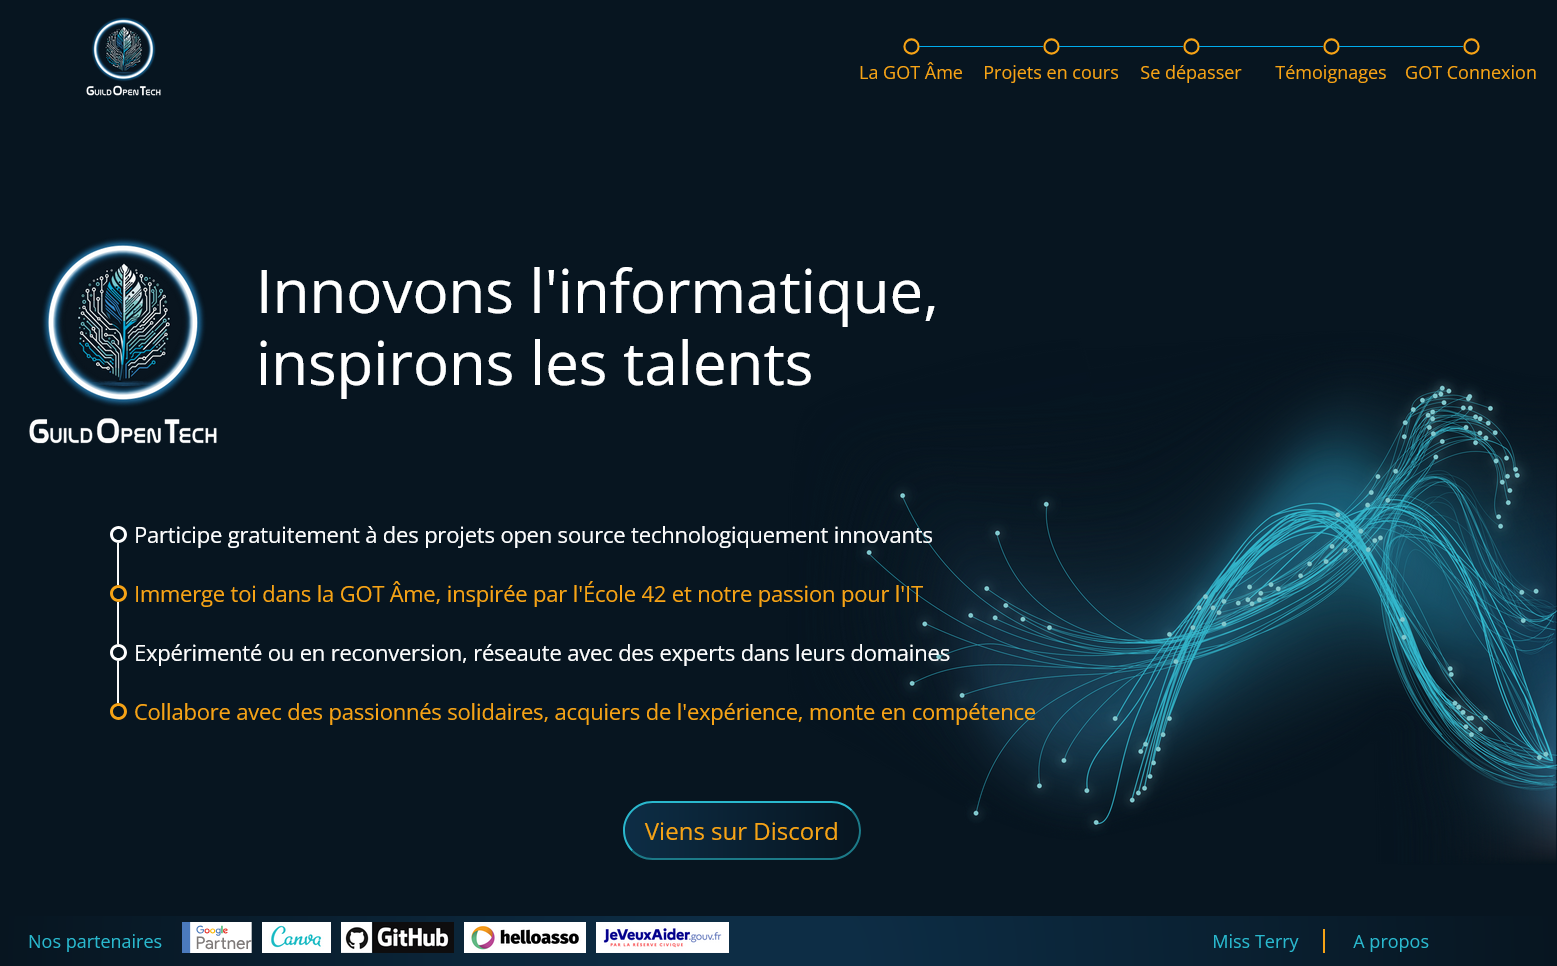 GUILD OPEN TECH
La GOT Âme
Projets en cours
Se dépasser
Témoignages
GOT Connexion
GUILD OPEN TECH
Innovons l'informatique,
inspirons les talents
Participe gratuitement à des projets open source technologiquement innovants
Immerge toi dans la GOT Âme, inspirée par l'École 42 et notre passion pour l'IT
Expérimenté ou en reconversion, réseaute avec des experts dans leurs domaines
Collabore avec des passionnés solidaires, acquiers de l'expérience, monte en compétence
Viens sur Discord
Nos partenaires
Google
Partner
Canva
GitHub
helloasso
JeVeuxAider.gouv.fr
PAR LA RÉSERVE CIVIQUE
Miss Terry
A propos